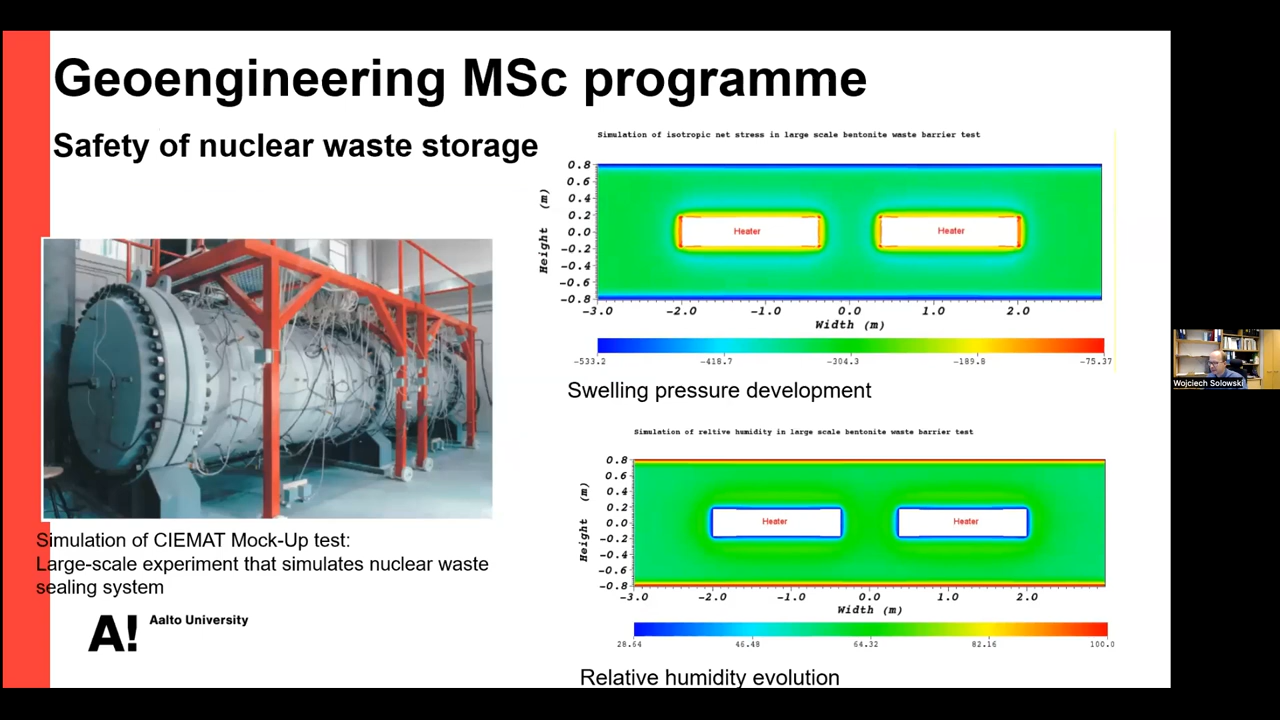 Geoengineering MSc programme
Safety of nuclear waste storage
Simulation of isotropic net stress in large scale bentonite waste barrier test
Height (m)
0.8
0.6
0.4
0.2
0.0
-0.2
-0.4
-0.6
-0.8
Heater
Heater
-3.0 -2.0 -1.0 0.0 1.0 2.0
Width (m)
-533.2 -418.7 -304.3 -189.8 -75.37
Swelling pressure development
Simulation of reltive humidity in large scale bentonite waste barrier test
Height (m)
0.8
0.6
0.4
0.2
0.0
-0.2
-0.4
-0.6
-0.8
Heater
Heater
-3.0 -2.0 -1.0 0.0 1.0 2.0
Width (m)
28.64 46.48 64.32 82.16 100.0
Relative humidity evolution
Simulation of CIEMAT Mock-Up test:
Large-scale experiment that simulates nuclear waste
sealing system
A! Aalto University
Wojciech Solowski